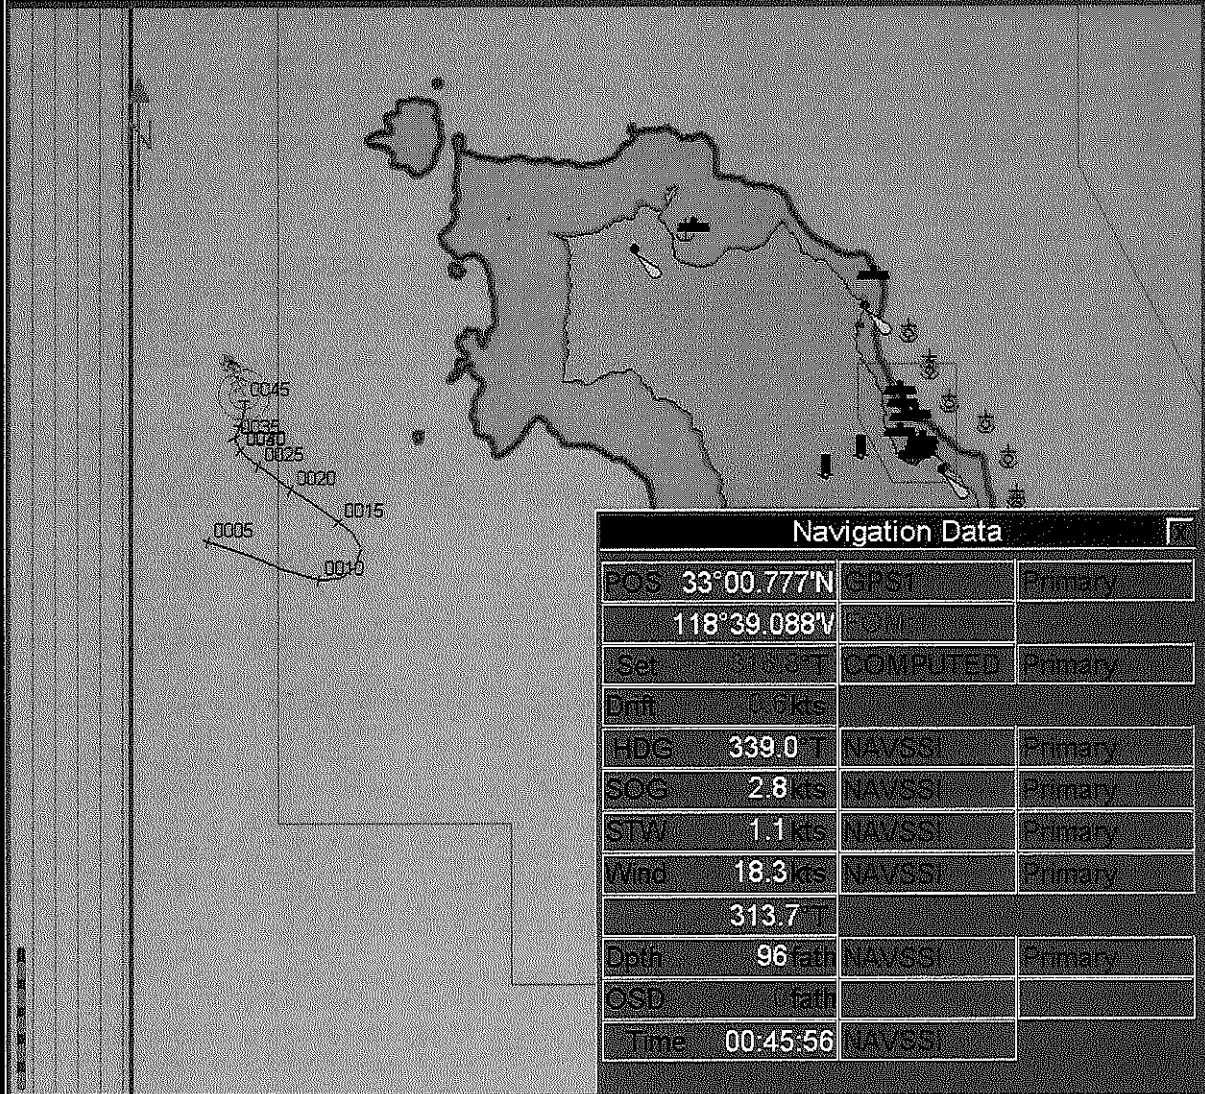 N
0045
0035
0025
0020
0015
0005
0010
Navigation Data X
POS 33°00.777'N GPS1 Primary
118°39.088'W
Set COMPUTED Primary
Drift 0.6 kts
HDG 339.0°T NAVSSI Primary
SOG 2.8 kts NAVSSI Primary
STW 1.1 kts NAVSSI Primary
Wind 18.3 kts NAVSSI Primary
313.7°T
Dpth 96 fath NAVSSI Primary
OSD 0 fath
Time 00:45:56 NAVSSI